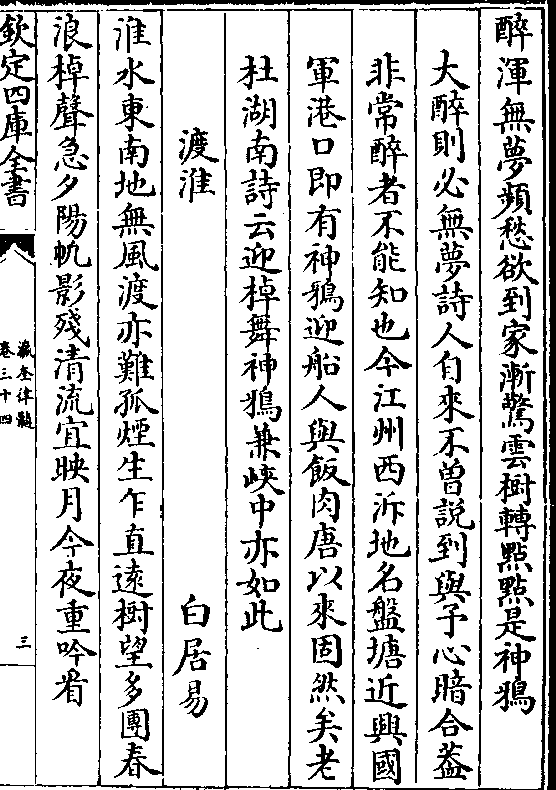 醉渾無夢頻愁欲到家漸驚雲樹轉點點是神鴉
大醉則必無夢詩人自來不曽説到與予心暗合葢
非常醉者不能知也今江州西泝地名盤塘近興國
軍港口即有神鴉迎船人與飯肉唐以來固然矣老
杜湖南詩云迎棹舞神鴉兼峽中亦如此
渡淮　白居易
淮水東南地無風渡亦難孤煙生乍直遠樹望多團春
浪棹聲急夕陽帆影殘清流宜映月今夜重吟㸔
欽定四庫全書
瀛奎律髓
卷三十四
三